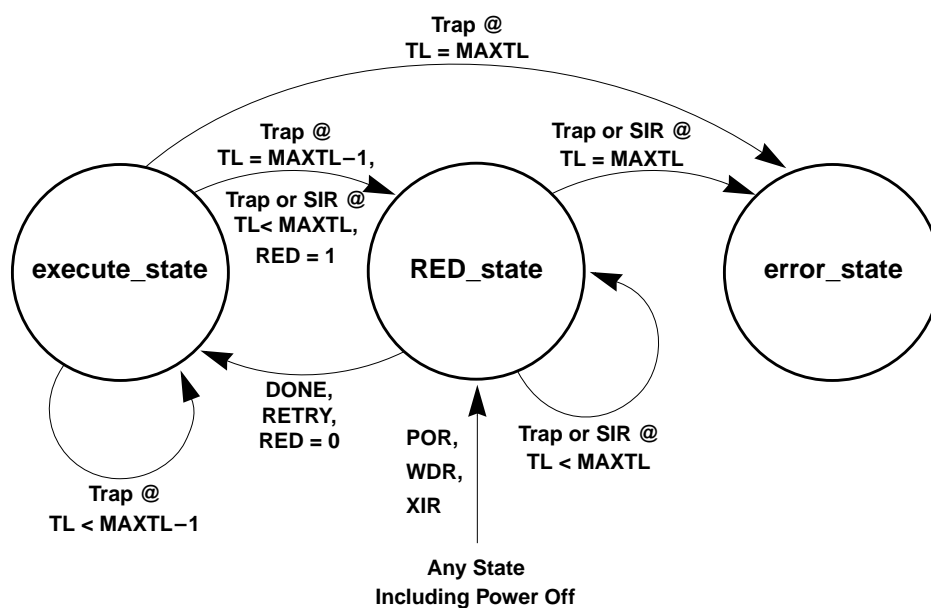 Trap @
TL = MAXTL
Trap @
TL = MAXTL−1,
Trap or SIR @
TL< MAXTL,
RED = 1
Trap or SIR @
TL = MAXTL
execute_state
RED_state
error_state
DONE,
RETRY,
RED = 0
Trap @
TL < MAXTL−1
POR,
WDR,
XIR
Trap or SIR @
TL < MAXTL
Any State
Including Power Off